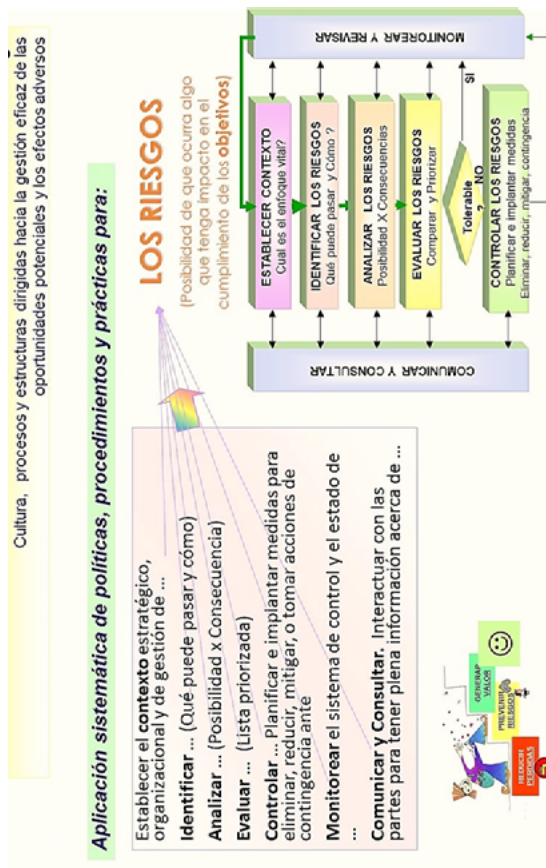 Cultura, procesos y estructuras dirigidas hacia la gestión eficaz de las
oportunidades potenciales y los efectos adversos
Aplicación sistemática de políticas, procedimientos y prácticas para:
Establecer el contexto estratégico,
organizacional y de gestión de ...
Identificar ... (Qué puede pasar y cómo)
Analizar ... (Posibilidad x Consecuencia)
Evaluar ... (Lista priorizada)
Controlar ... Planificar e implantar medidas para
eliminar, reducir, mitigar, o tomar acciones de
contingencia ante
Monitorear el sistema de control y el estado de
...
Comunicar y Consultar. Interactuar con las
partes para tener plena información acerca de ...
LOS RIESGOS
(Posibilidad de que ocurra algo
que tenga impacto en el
cumplimiento de los objetivos)
COMUNICAR Y CONSULTAR
ESTABLECER CONTEXTO
Cual es el enfoque vital?
IDENTIFICAR LOS RIESGOS
Qué puede pasar y Cómo ?
ANALIZAR LOS RIESGOS
Posibilidad X Consecuencias
EVALUAR LOS RIESGOS
Comparar y Priorizar
Tolerable
?
SI
NO
CONTROLAR LOS RIESGOS
Planificar e implantar medidas
Eliminar, reducir, mitigar, contingencia
MONITOREAR Y REVISAR
GENERAR
VALOR
PREVENIR
RIESGOS
REDUCIR
PERDIDAS